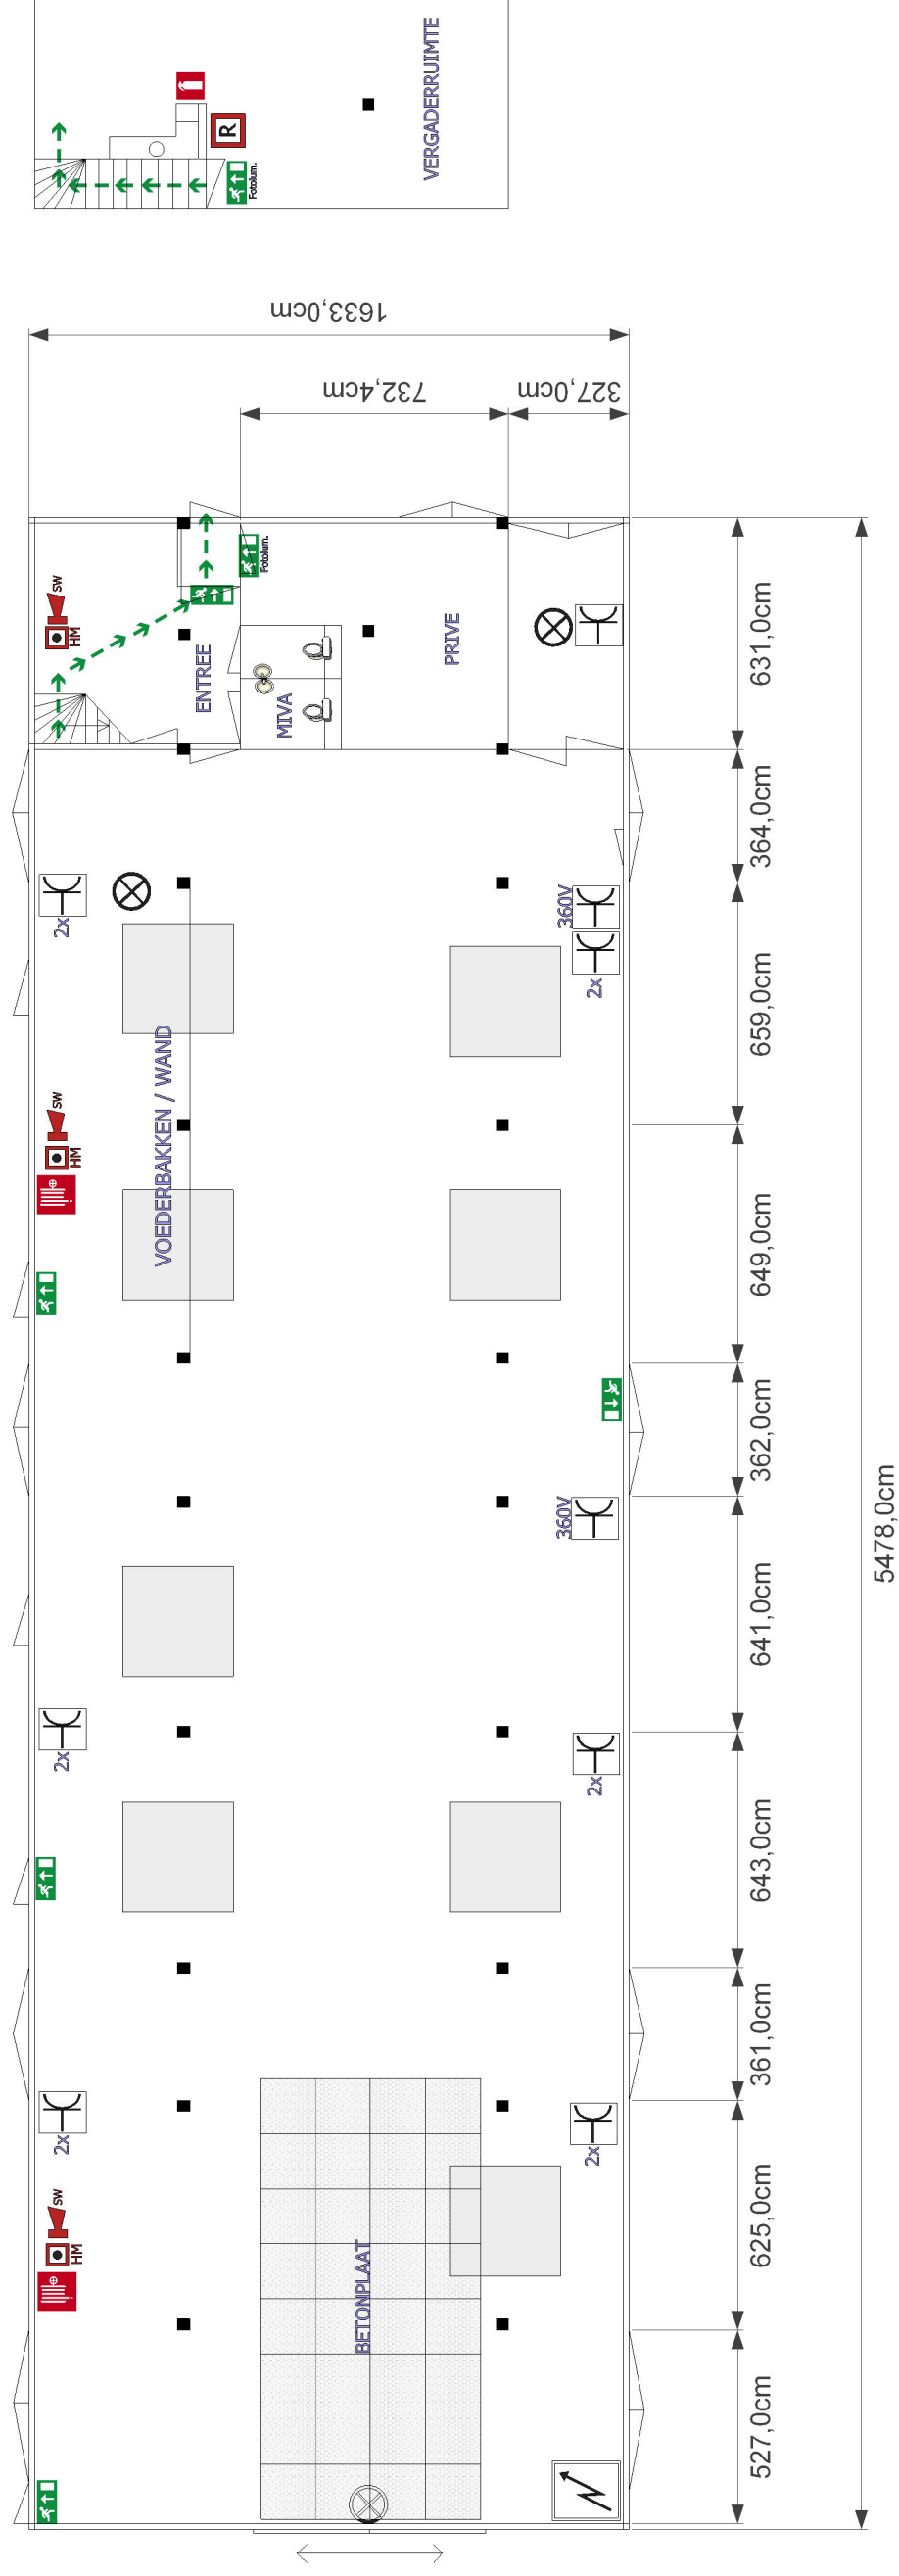 VERGADERRUIMTE
R
Fotolum.
1633,0cm
732,4cm
327,0cm
SW
HM
Fotolum.
ENTREE
MIVA
PRIVE
631,0cm
364,0cm
2x
360V
2x
659,0cm
VOEDERBAKKEN / WAND
SW
HM
649,0cm
362,0cm
360V
5478,0cm
641,0cm
2x
2x
643,0cm
361,0cm
2x
2x
SW
HM
BETONPLAAT
625,0cm
527,0cm